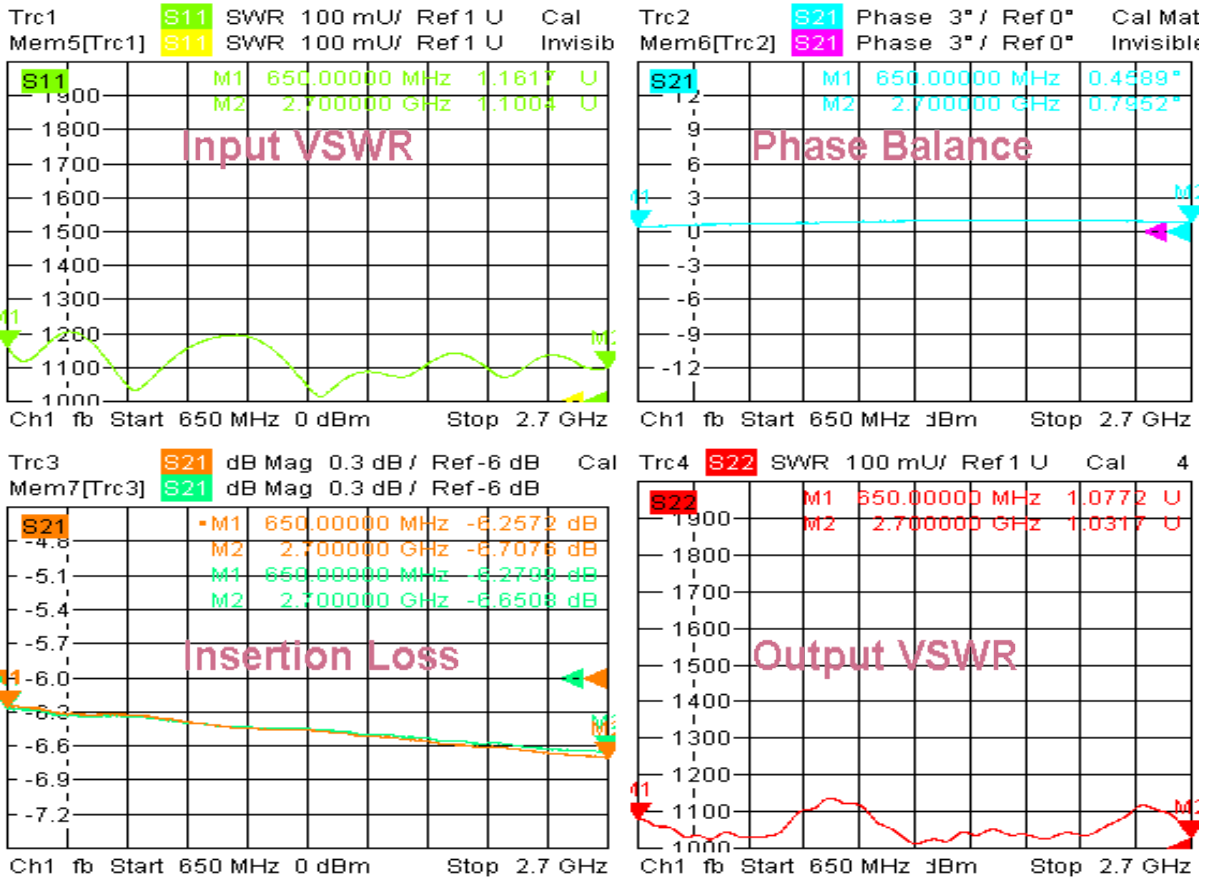 Trc1 S11 SWR 100 mU/ Ref 1 U Cal
Mem5[Trc1] S11 SWR 100 mU/ Ref 1 U Invisib
S11
M1 650.00000 MHz 1.1617 U
M2 2.700000 GHz 1.1004 U
Input VSWR
1900
1800
1700
1600
1500
1400
1300
1200
1100
1000
M1
M2
Ch1 fb Start 650 MHz 0 dBm Stop 2.7 GHz
Trc2 S21 Phase 3°/ Ref 0° Cal Mat
Mem6[Trc2] S21 Phase 3°/ Ref 0° Invisible
S21
M1 650.00000 MHz 0.4589°
M2 2.700000 GHz 0.7952°
Phase Balance
12
9
6
3
0
-3
-6
-9
-12
M1
M2
Ch1 fb Start 650 MHz dBm Stop 2.7 GHz
Trc3 S21 dB Mag 0.3 dB / Ref -6 dB Cal
Mem7[Trc3] S21 dB Mag 0.3 dB / Ref -6 dB
S21
•M1 650.00000 MHz -6.2572 dB
M2 2.700000 GHz -6.7076 dB
M1 650.00000 MHz dB
M2 2.700000 GHz -6.6508 dB
Insertion Loss
-4.8
-5.1
-5.4
-5.7
-6.0
-6.3
-6.6
-6.9
-7.2
Ch1 fb Start 650 MHz 0 dBm Stop 2.7 GHz
Trc4 S22 SWR 100 mU/ Ref 1 U Cal 4
S22
M1 650.00000 MHz 1.0772 U
M2 2.700000 GHz 1.0317 U
Output VSWR
1900
1800
1700
1600
1500
1400
1300
1200
1100
1000
M1
M2
Ch1 fb Start 650 MHz dBm Stop 2.7 GHz